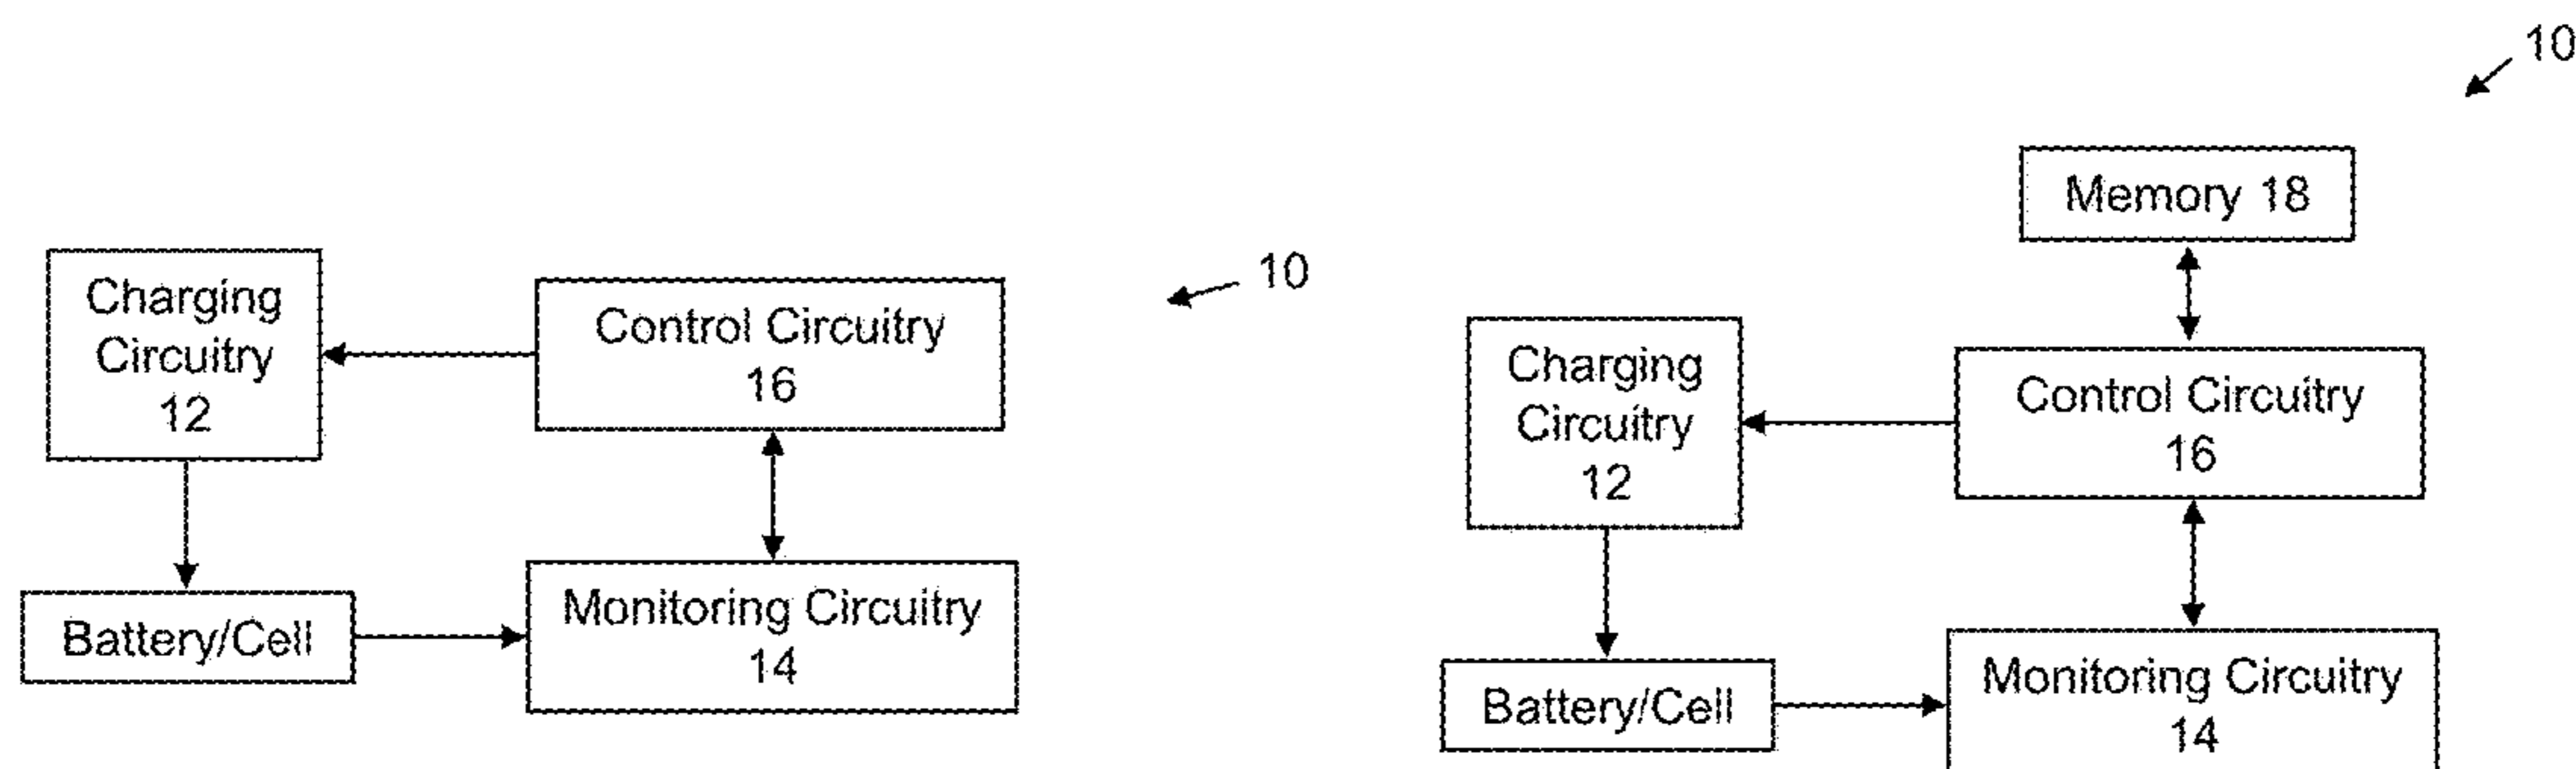 10
Charging
Circuitry
12
Control Circuitry
16
Battery/Cell
Monitoring Circuitry
14
10
Memory 18
Charging
Circuitry
12
Control Circuitry
16
Battery/Cell
Monitoring Circuitry
14